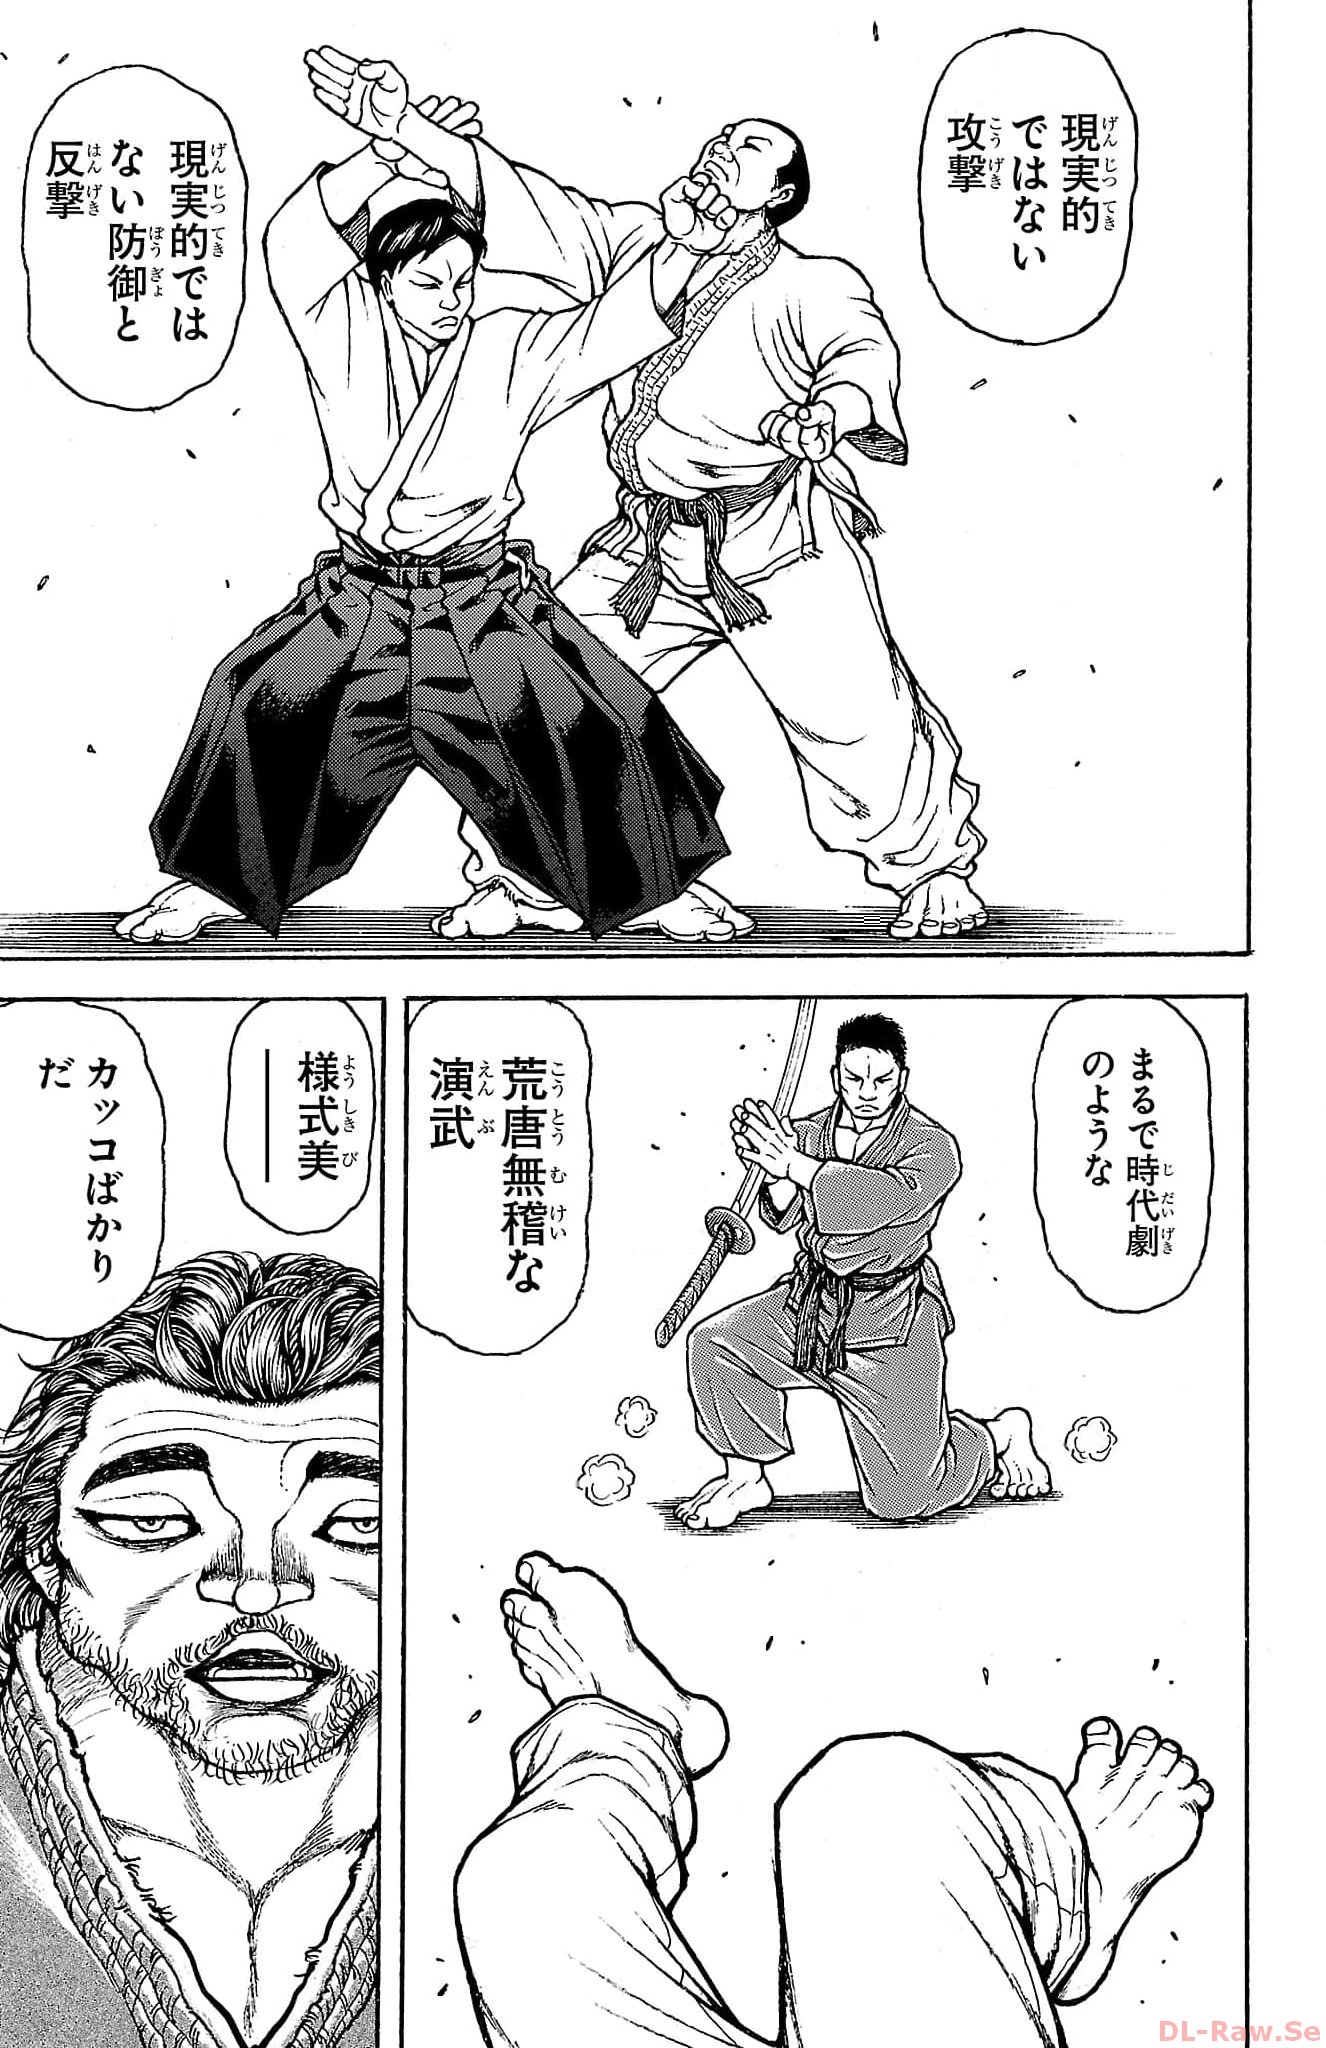 現実的
ではない
攻撃
現実的では
ない防御と
反撃
まるで時代劇
のような
荒唐無稽な
演武
様式美
――
カッコばかり
だ
DL-Raw.Se